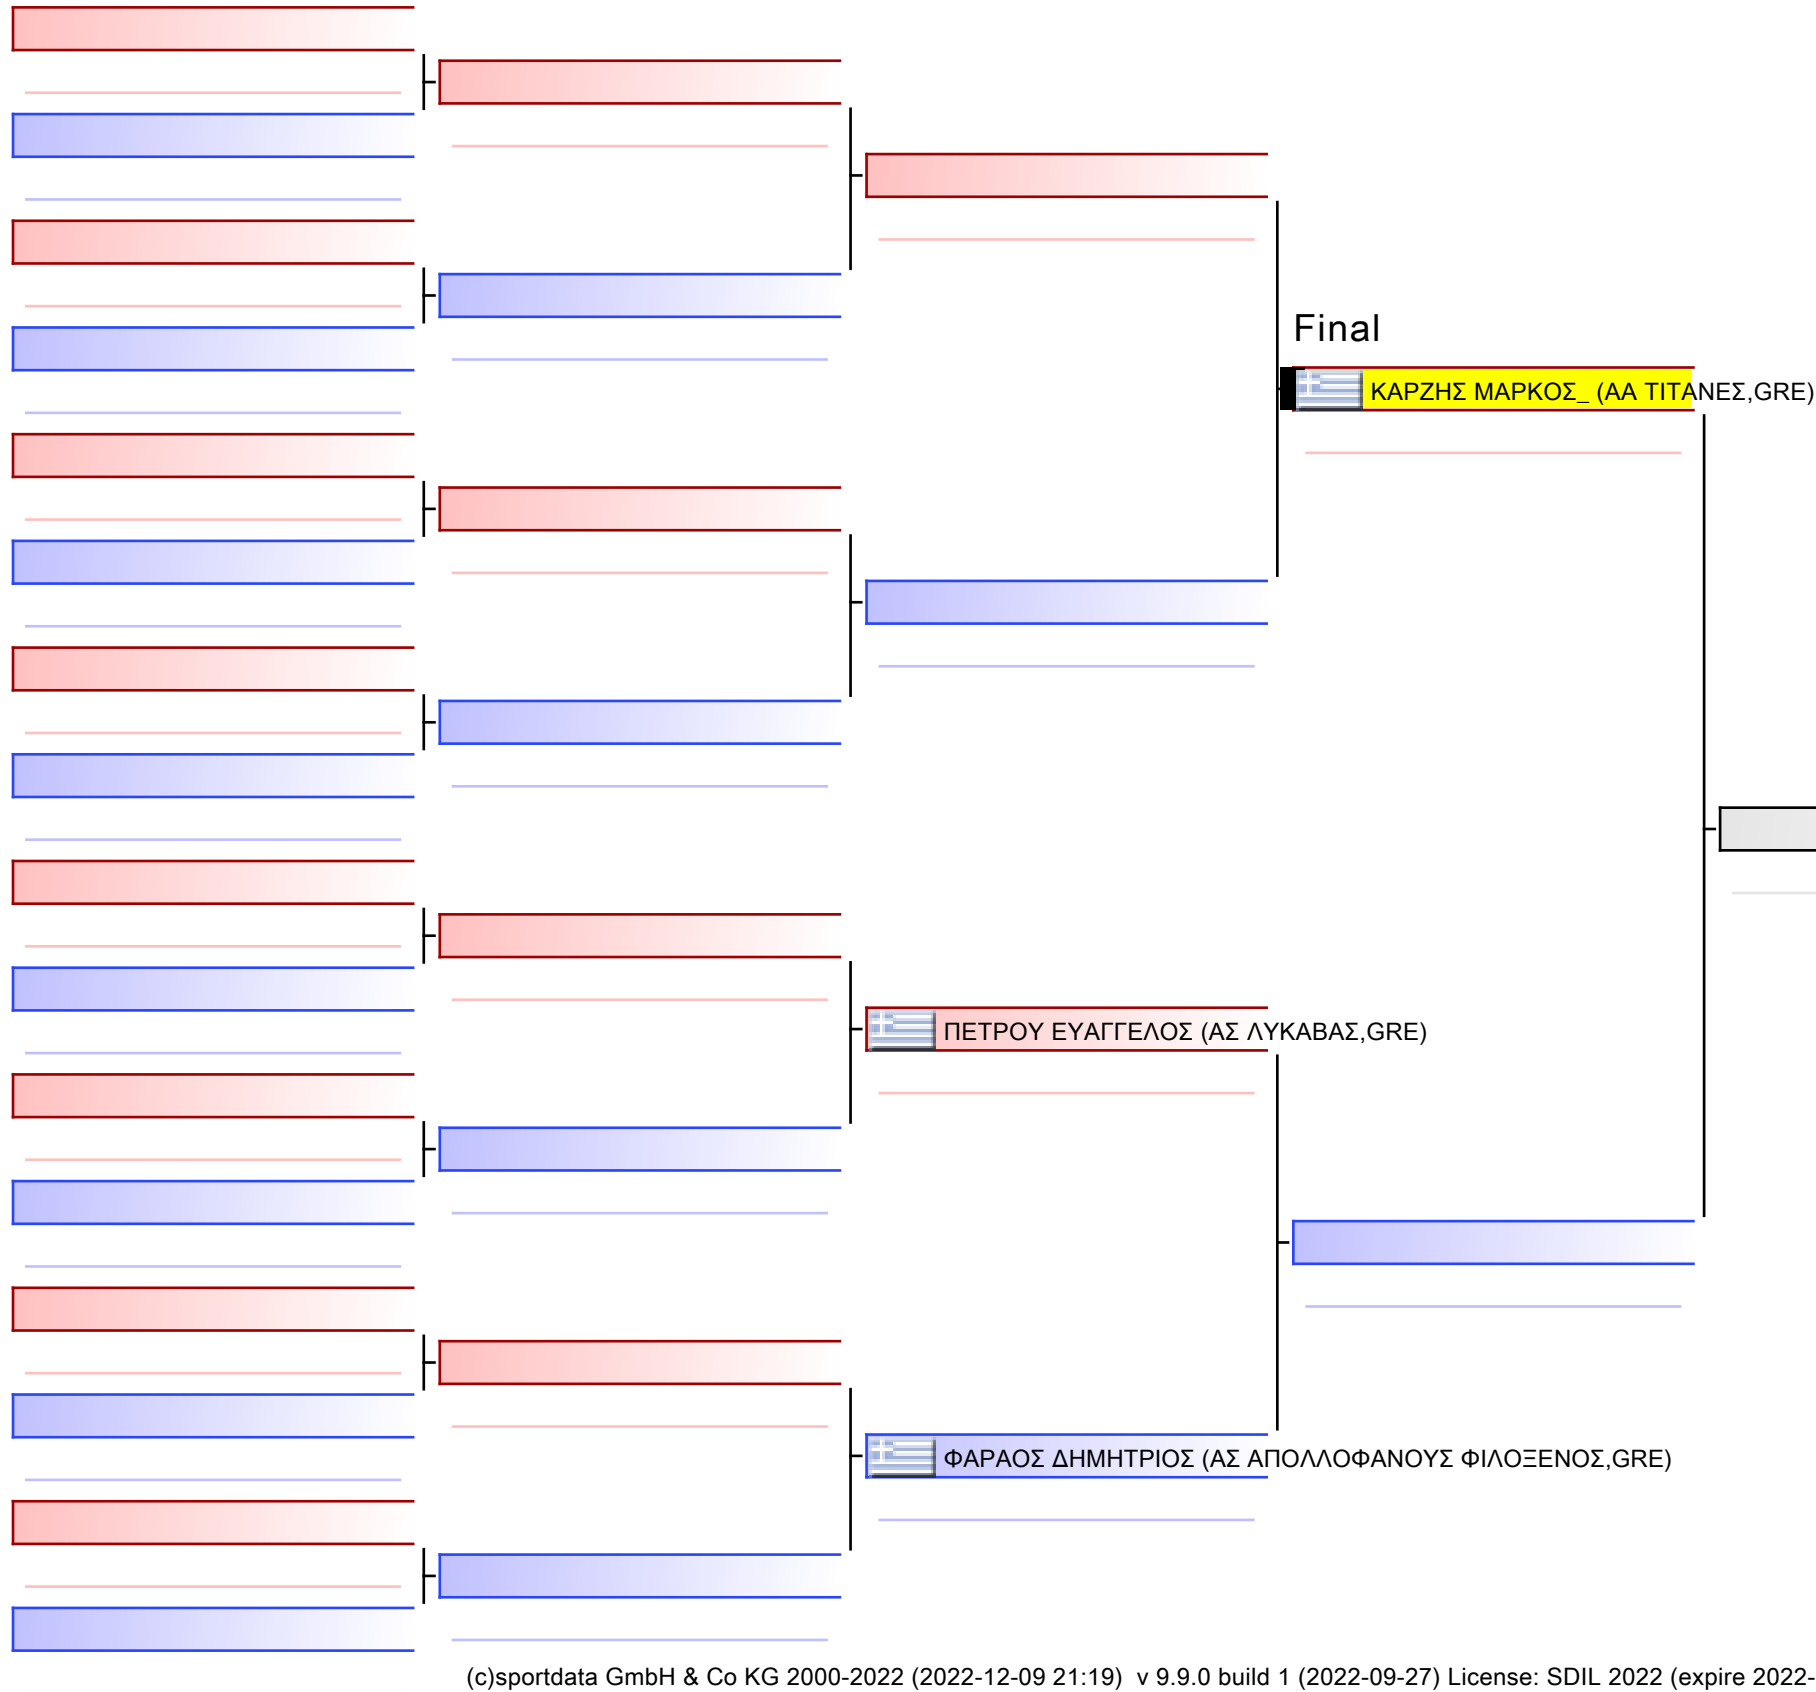 Final
ΚΑΡΖΗΣ ΜΑΡΚΟΣ_ (ΑΑ ΤΙΤΑΝΕΣ,GRE)
ΠΕΤΡΟΥ ΕΥΑΓΓΕΛΟΣ (ΑΣ ΛΥΚΑΒΑΣ,GRE)
ΦΑΡΑΟΣ ΔΗΜΗΤΡΙΟΣ (ΑΣ ΑΠΟΛΛΟΦΑΝΟΥΣ ΦΙΛΟΞΕΝΟΣ,GRE)
(c)sportdata GmbH & Co KG 2000-2022 (2022-12-09 21:19) v 9.9.0 build 1 (2022-09-27) License: SDIL 2022 (expire 2022-